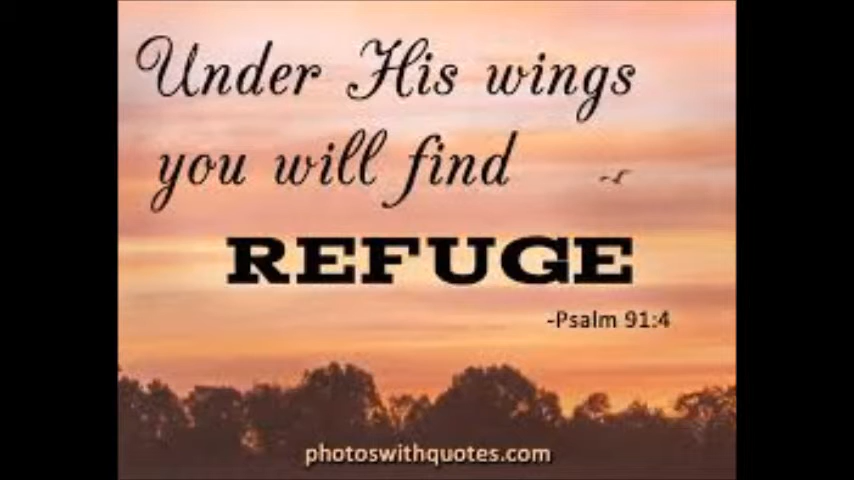 Under His wings
you will find
REFUGE
-Psalm 91:4
photoswithquotes.com